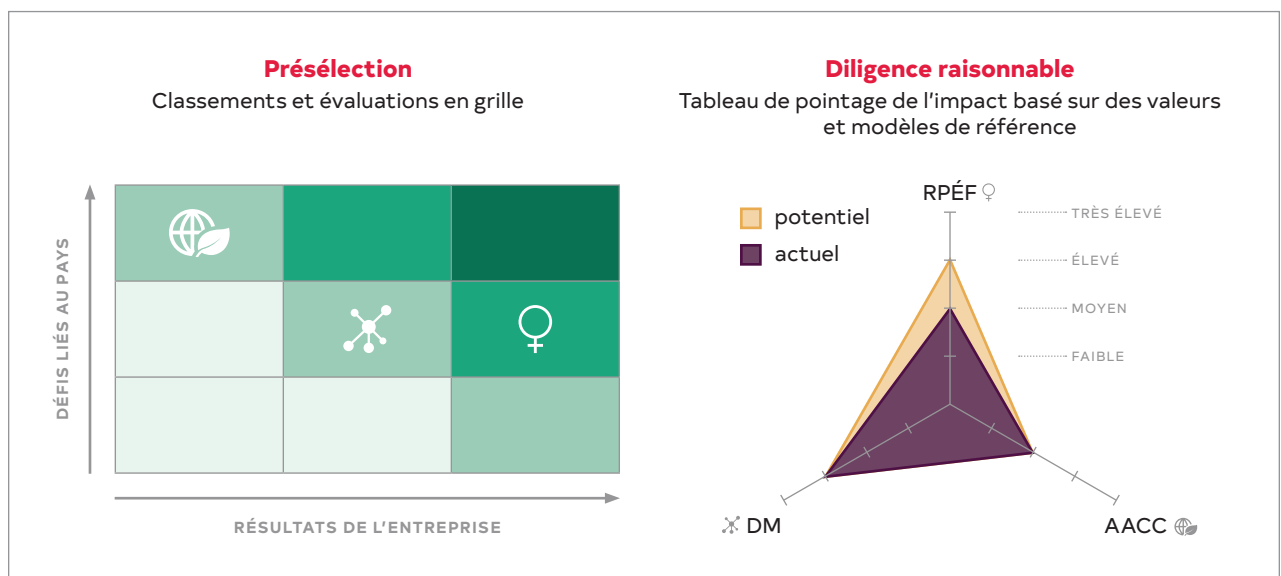 Présélection
Classements et évaluations en grille
DÉFIS LIÉS AU PAYS
RÉSULTATS DE L'ENTREPRISE
Diligence raisonnable
Tableau de pointage de l'impact basé sur des valeurs
et modèles de référence
potentiel
actuel
RPÉF
TRÈS ÉLEVÉ
ÉLEVÉ
MOYEN
FAIBLE
DM
AACC